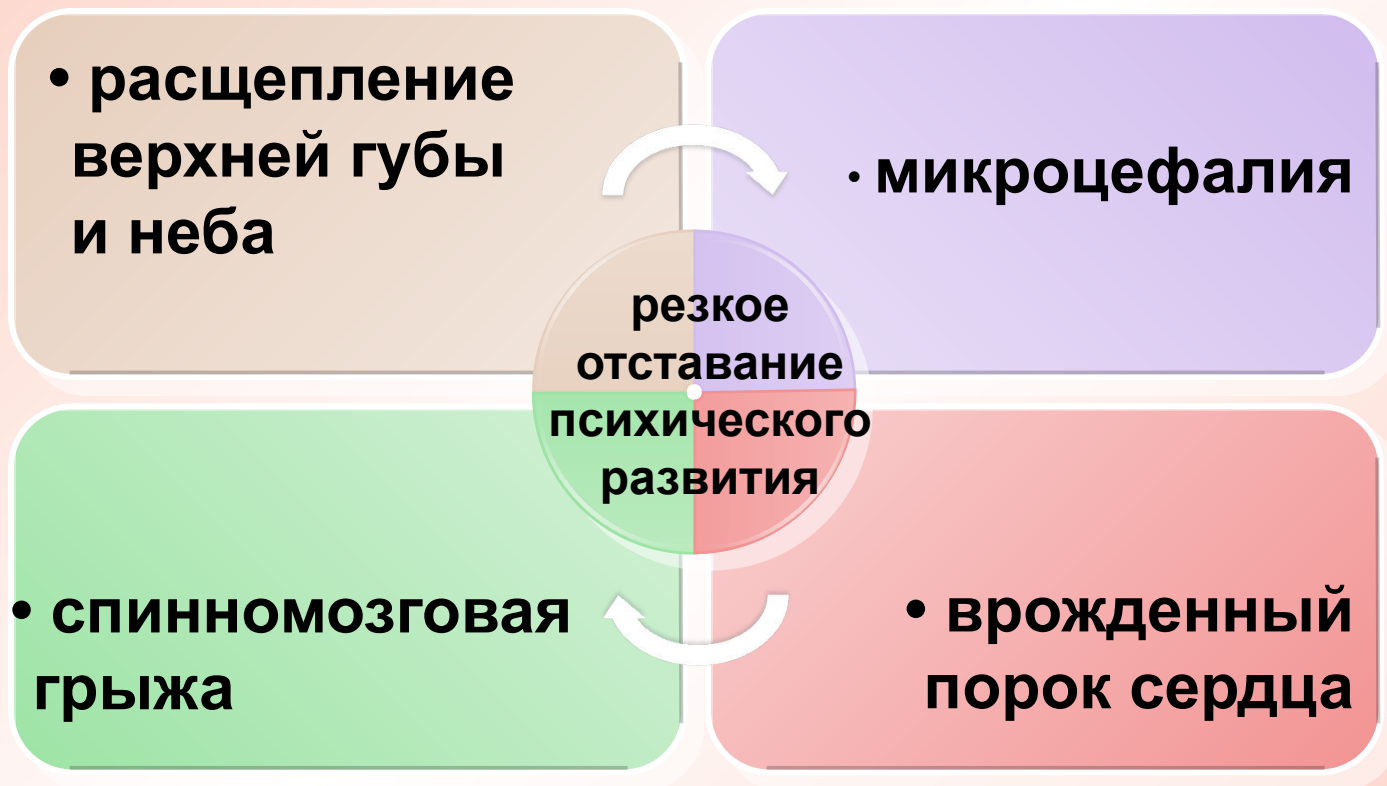 • расщепление
верхней губы
и неба
• микроцефалия
резкое
отставание
психического
развития
• спинномозговая
грыжа
• врожденный
порок сердца